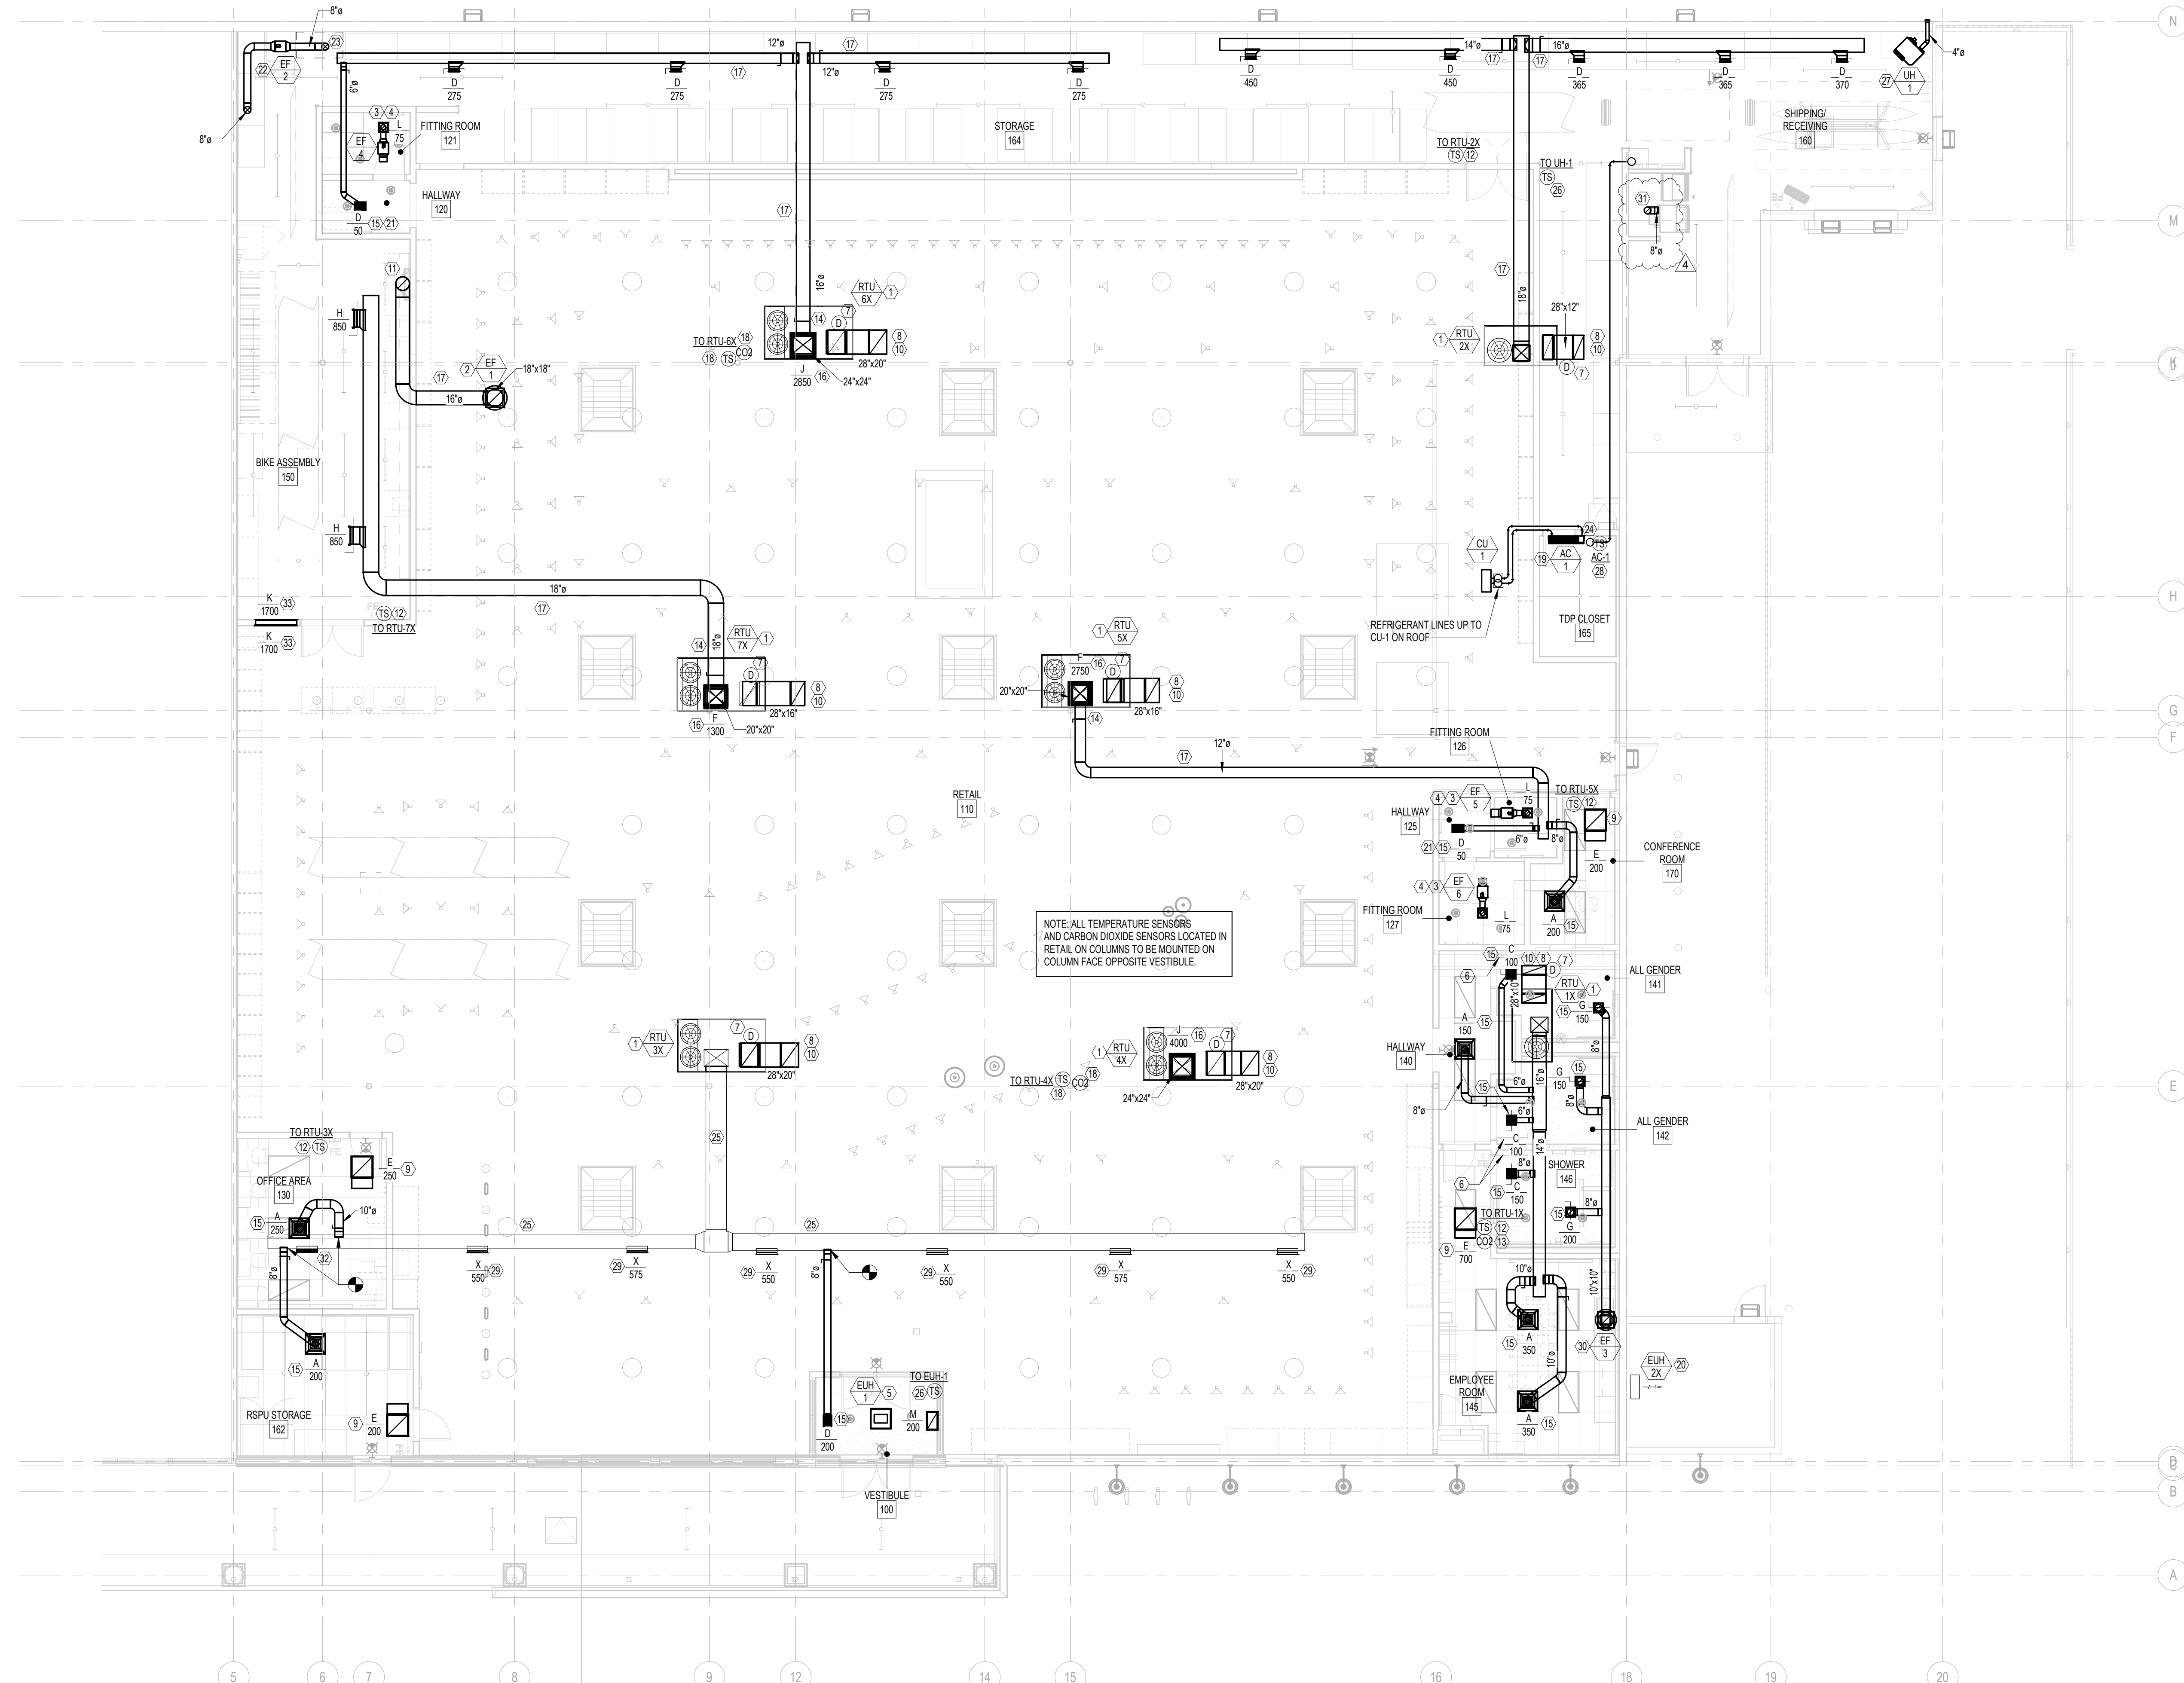 8"ø
23
22
EF
2
8"ø
12"ø
17
17
12"ø
14"ø
16"ø
17
17
4"ø
27
UH
1
D
275
D
275
D
275
D
275
D
450
D
450
D
365
D
365
D
370
6"ø
3
4
L
75
EF
4
FITTING ROOM
121
HALLWAY
120
D
50
15
21
STORAGE
164
TO RTU-2X
TS
12
TO UH-1
TS
26
SHIPPING/
RECEIVING
160
31
8"ø
4
17
16"ø
RTU
6X
1
14
7
D
8
10
28"x20"
TO RTU-6X
18
18
TS
CO2
J
2850
16
24"x24"
17
18"ø
28"x12"
1
RTU
2X
8
10
D
7
11
H
850
2
EF
1
18"x18"
17
16"ø
BIKE ASSEMBLY
150
H
850
18"ø
17
K
1700
33
K
1700
33
TS
12
TO RTU-7X
14
18"ø
RTU
7X
1
7
D
8
10
28"x16"
16
F
1300
20"x20"
1
RTU
5X
F
2750
16
7
D
8
10
28"x16"
20"x20"
14
12"ø
17
CU
1
19
AC
1
24
TS
AC-1
28
REFRIGERANT LINES UP TO
CU-1 ON ROOF
TDP CLOSET
165
FITTING ROOM
126
RETAIL
110
HALLWAY
125
4
3
EF
5
L
75
TO RTU-5X
TS
12
9
6"ø
8"ø
21
15
D
50
E
200
CONFERENCE
ROOM
170
4
3
EF
6
FITTING ROOM
127
L
75
A
200
15
NOTE: ALL TEMPERATURE SENSORS
AND CARBON DIOXIDE SENSORS LOCATED IN
RETAIL ON COLUMNS TO BE MOUNTED ON
COLUMN FACE OPPOSITE VESTIBULE.
15
C
100
10
8
7
D
6
28"x10"
RTU
1X
1
ALL GENDER
141
15
G
150
A
150
15
HALLWAY
140
8"ø
16"ø
15
G
150
15
6"ø
8"ø
8"ø
6"ø
ALL GENDER
142
C
100
14"ø
6
8"ø
SHOWER
146
15
C
150
8"ø
15
G
200
TO RTU-1X
TS
12
CO2
13
9
E
700
10"ø
10"x10"
15
A
350
10"ø
30
EF
3
EMPLOYEE
ROOM
145
A
350
15
EUH
2X
20
1
RTU
3X
7
D
8
10
28"x20"
1
RTU
4X
J
4000
16
7
D
8
10
28"x20"
24"x24"
TO RTU-4X
TS
CO2
18
18
25
TO RTU-3X
12
TS
OFFICE AREA
130
E
250
9
15
A
250
10"ø
25
25
32
8"ø
X
550
29
29
X
575
29
X
550
29
X
550
29
X
575
X
550
29
8"ø
15
A
200
RSPU STORAGE
162
9
E
200
EUH
1
5
TO EUH-1
26
TS
15
D
200
M
200
VESTIBULE
100
N
M
H
G
F
E
B
A
5
6
7
8
9
12
14
15
16
18
19
20